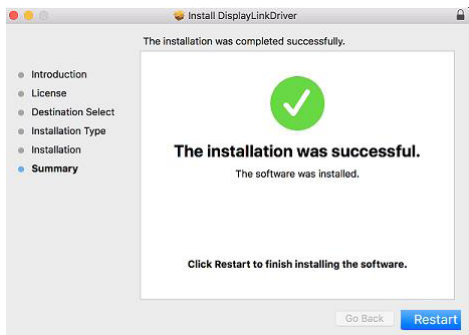 Install DisplayLinkDriver
The installation was completed successfully.
Introduction
License
Destination Select
Installation Type
Installation
Summary
The installation was successful.
The software was installed.
Click Restart to finish installing the software.
Go Back
Restart